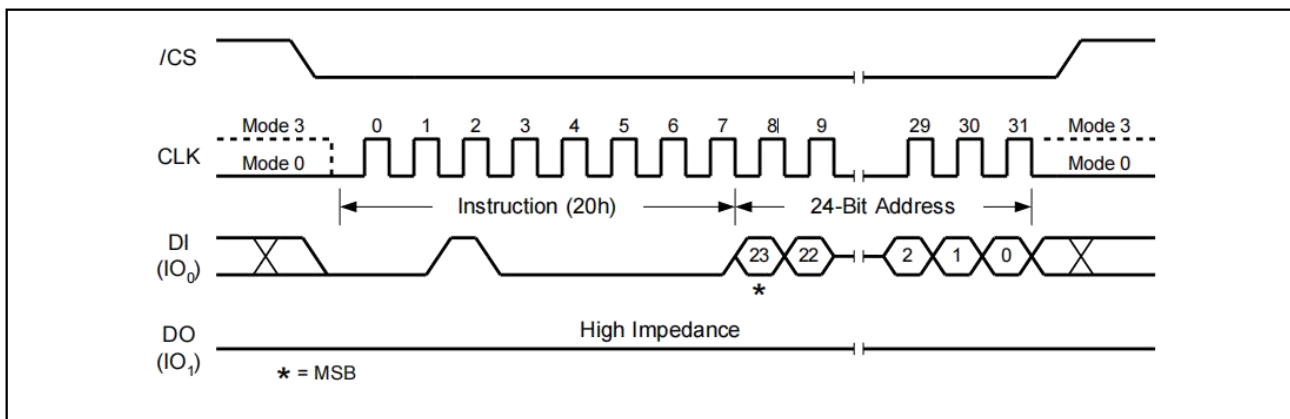 /CS
Mode 3 0 1 2 3 4 5 6 7 8 9 29 30 31 Mode 3
CLK
Mode 0 Mode 0
Instruction (20h) 24-Bit Address
DI
(IO0)
23 22 2 1 0
*
High Impedance
DO
(IO1)
* = MSB